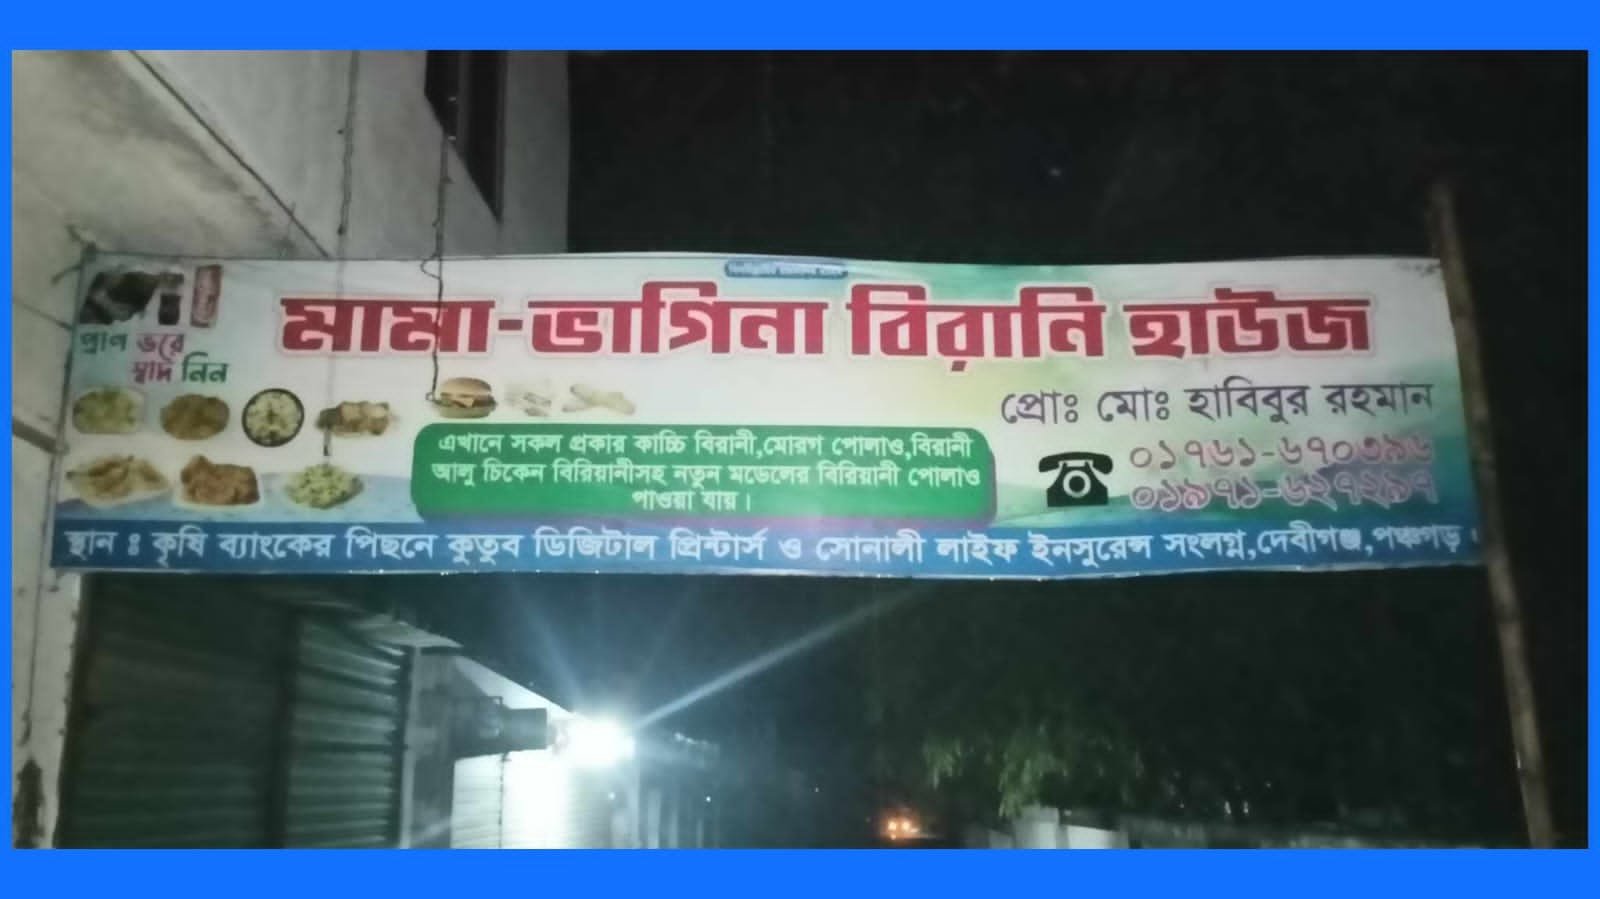 মামা-ভাগিনা বিরানি হাউজ
প্রাণ ভরে
স্বাদ নিন
প্রোঃ মোঃ হাবিবুর রহমান
০১৭৬১-৬৭০৩৯৬
০১৯৭১-৬২৭২৯৭
এখানে সকল প্রকার কাচ্চি বিরানী,মোরগ পোলাও,বিরানী
আলু চিকেন বিরিয়ানীসহ নতুন মডেলের বিরিয়ানী পোলাও
পাওয়া যায়।
স্থান ঃ কৃষি ব্যাংকের পিছনে কুতুব ডিজিটাল প্রিন্টার্স ও সোনালী লাইফ ইনসুরেন্স সংলগ্ন,দেবীগঞ্জ,পঞ্চগড়।